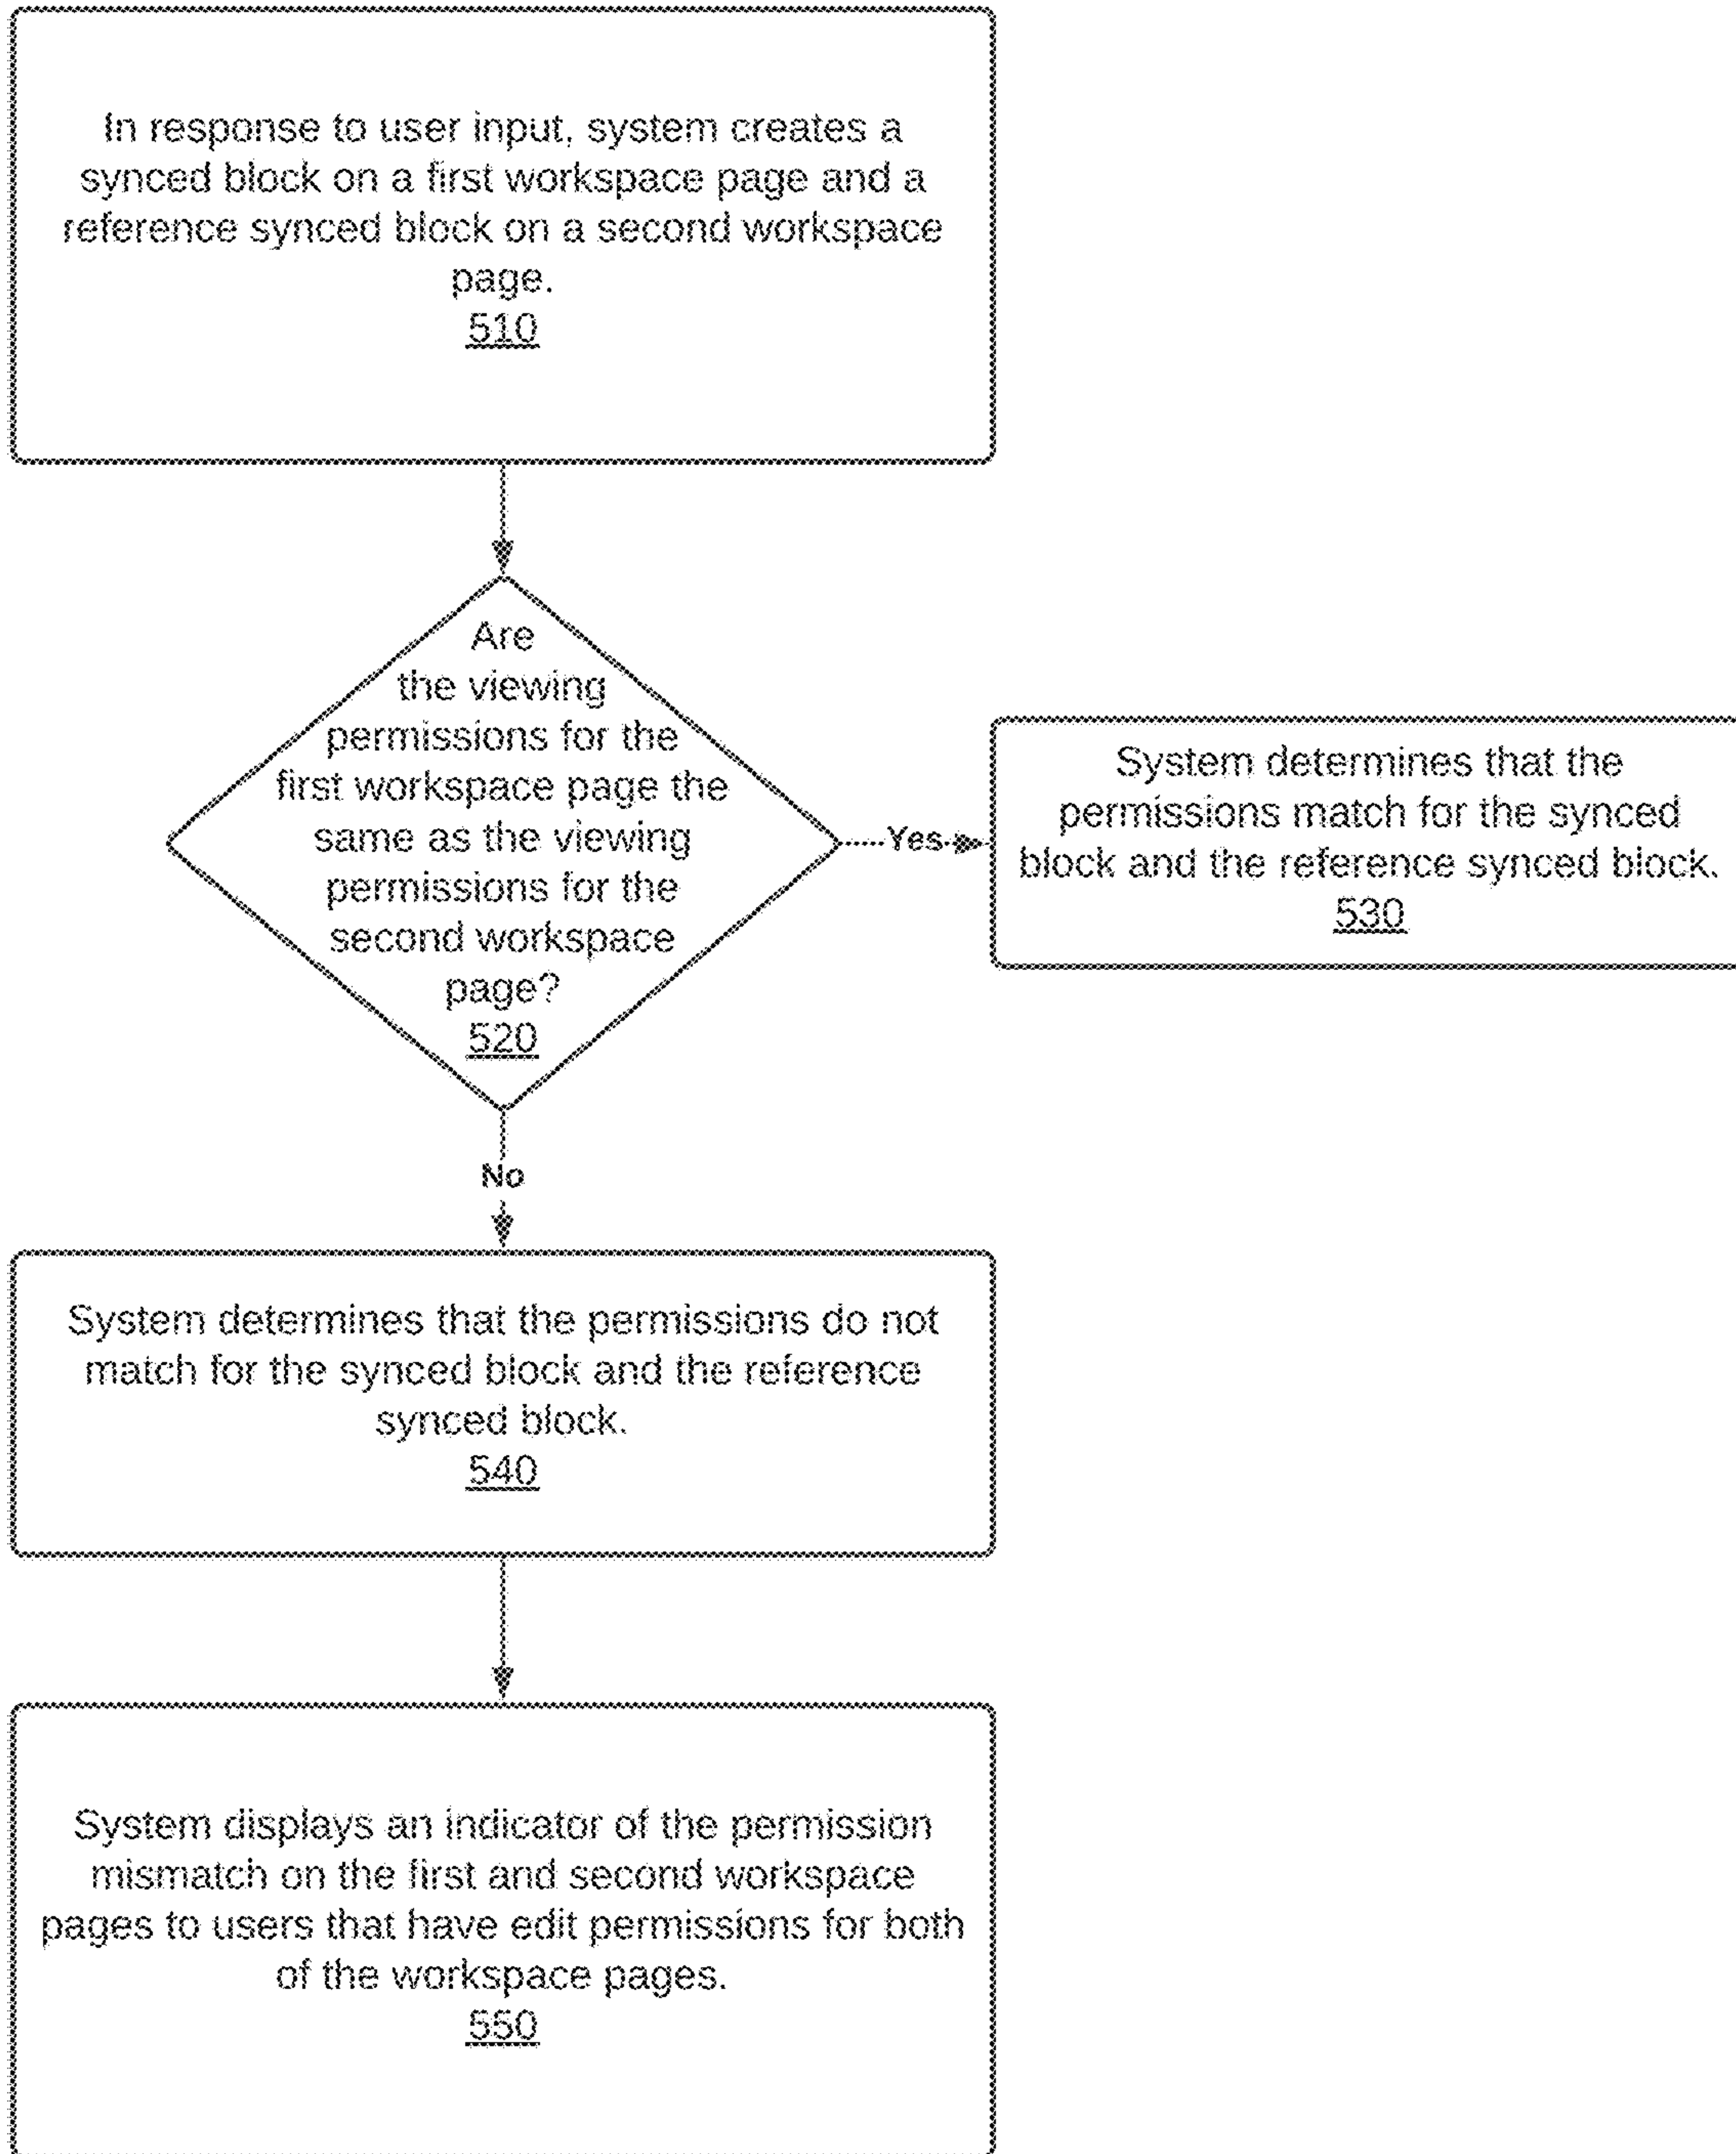 In response to user input, system creates a
synced block on a first workspace page and a
reference synced block on a second workspace
page.
510
Are
the viewing
permissions for the
first workspace page the
same as the viewing
permissions for the
second workspace
page?
520
Yes
System determines that the
permissions match for the synced
block and the reference synced block.
530
No
System determines that the permissions do not
match for the synced block and the reference
synced block.
540
System displays an indicator of the permission
mismatch on the first and second workspace
pages to users that have edit permissions for both
of the workspace pages.
550